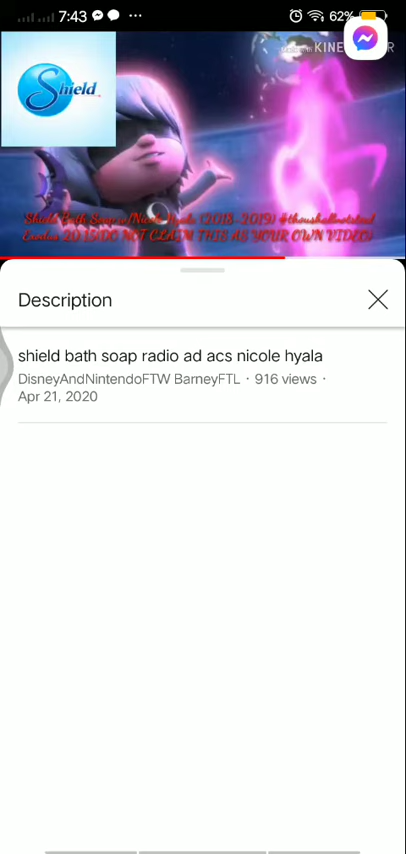 7:43
62%
KINE
Shield
Shield Bath Soap w/Nicole Hyala (2018-2019) #thoushallnotsteal
Exodus 20:15(DO NOT CLAIM THIS AS YOUR OWN VIDEO)
Description
shield bath soap radio ad acs nicole hyala
DisneyAndNintendoFTW BarneyFTL · 916 views ·
Apr 21, 2020